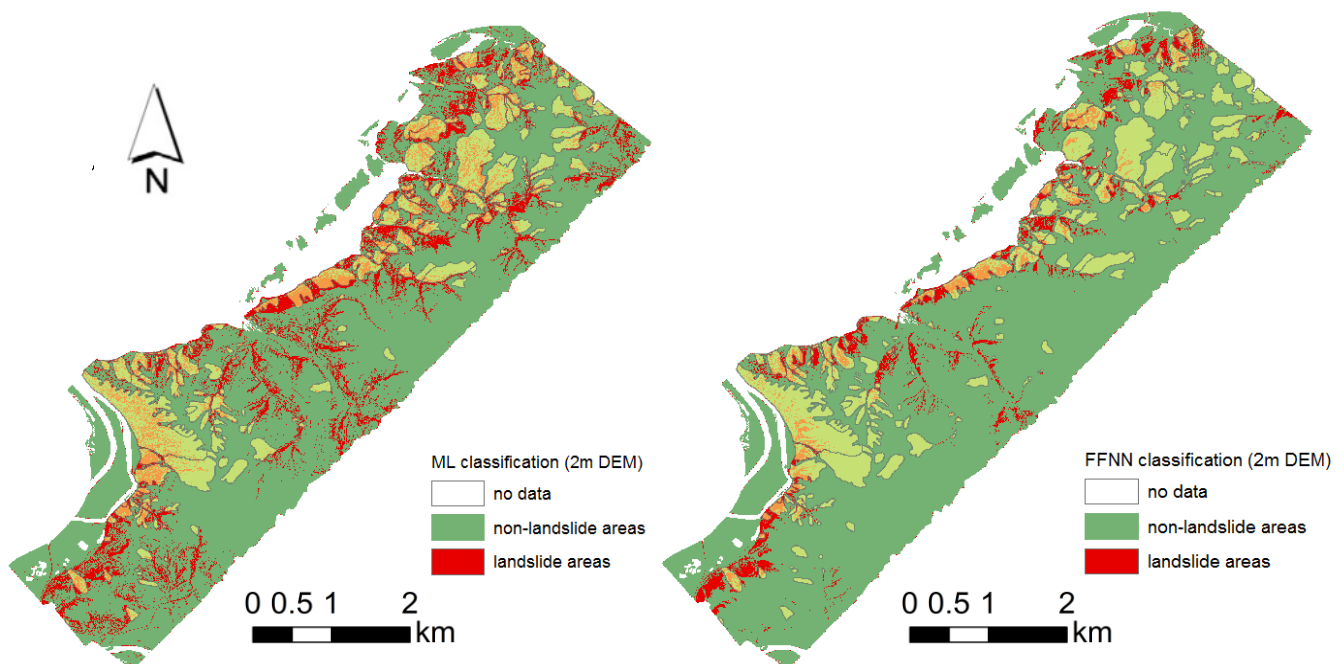 N
ML classification (2m DEM)
no data
non-landslide areas
landslide areas
0 0.5 1 2
km
FFNN classification (2m DEM)
no data
non-landslide areas
landslide areas
0 0.5 1 2
km